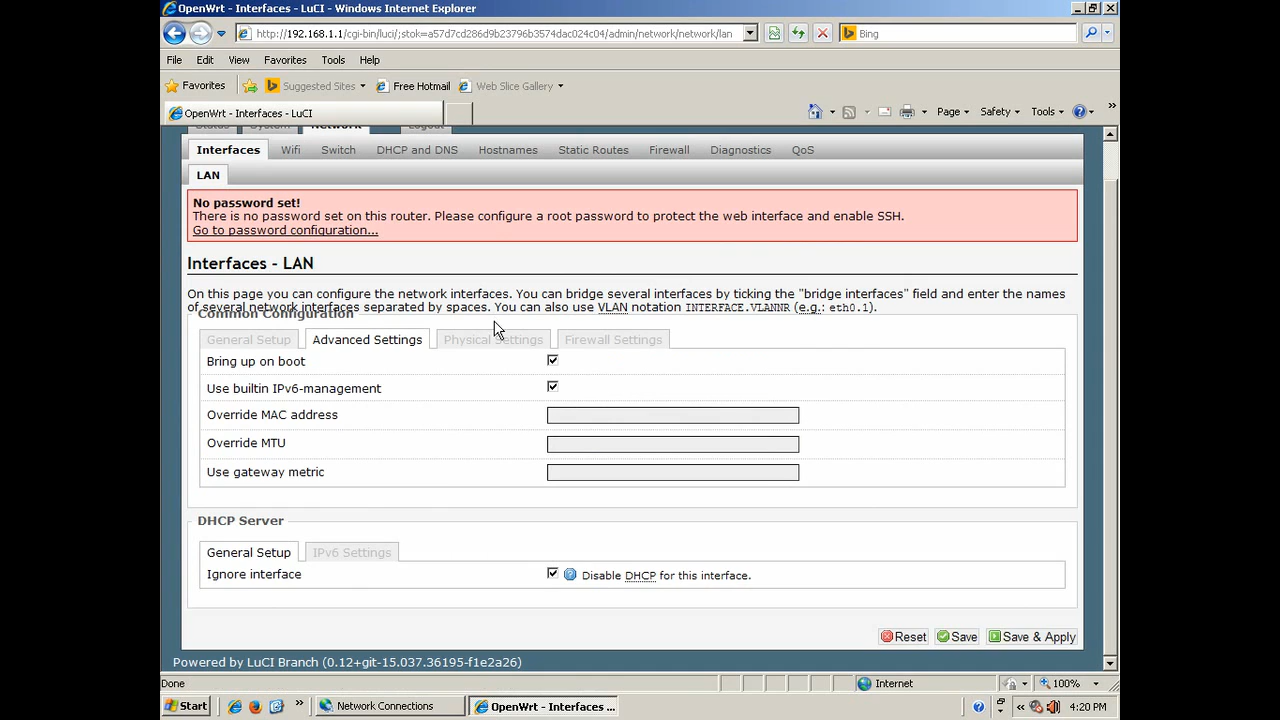 OpenWrt - Interfaces - LuCI - Windows Internet Explorer
http://192.168.1.1/cgi-bin/luci/;stok=a57d7cd286d9b23796b3574dac024c04/admin/network/network/lan
Bing
File Edit View Favorites Tools Help
Favorites Suggested Sites Free Hotmail Web Slice Gallery
OpenWrt - Interfaces - LuCI
Page Safety Tools
Status System Network Logout
Interfaces Wifi Switch DHCP and DNS Hostnames Static Routes Firewall Diagnostics QoS
LAN
No password set!
There is no password set on this router. Please configure a root password to protect the web interface and enable SSH.
Go to password configuration...
Interfaces - LAN
On this page you can configure the network interfaces. You can bridge several interfaces by ticking the "bridge interfaces" field and enter the names
of several network interfaces separated by spaces. You can also use VLAN notation INTERFACE.VLANNR (e.g.: eth0.1).
Common Configuration
General Setup Advanced Settings Physical Settings Firewall Settings
Bring up on boot
Use builtin IPv6-management
Override MAC address
Override MTU
Use gateway metric
DHCP Server
General Setup IPv6 Settings
Ignore interface Disable DHCP for this interface.
Reset Save Save & Apply
Powered by LuCI Branch (0.12+git-15.037.36195-f1e2a26)
Done Internet 100%
Start Network Connections OpenWrt - Interfaces ... 4:20 PM